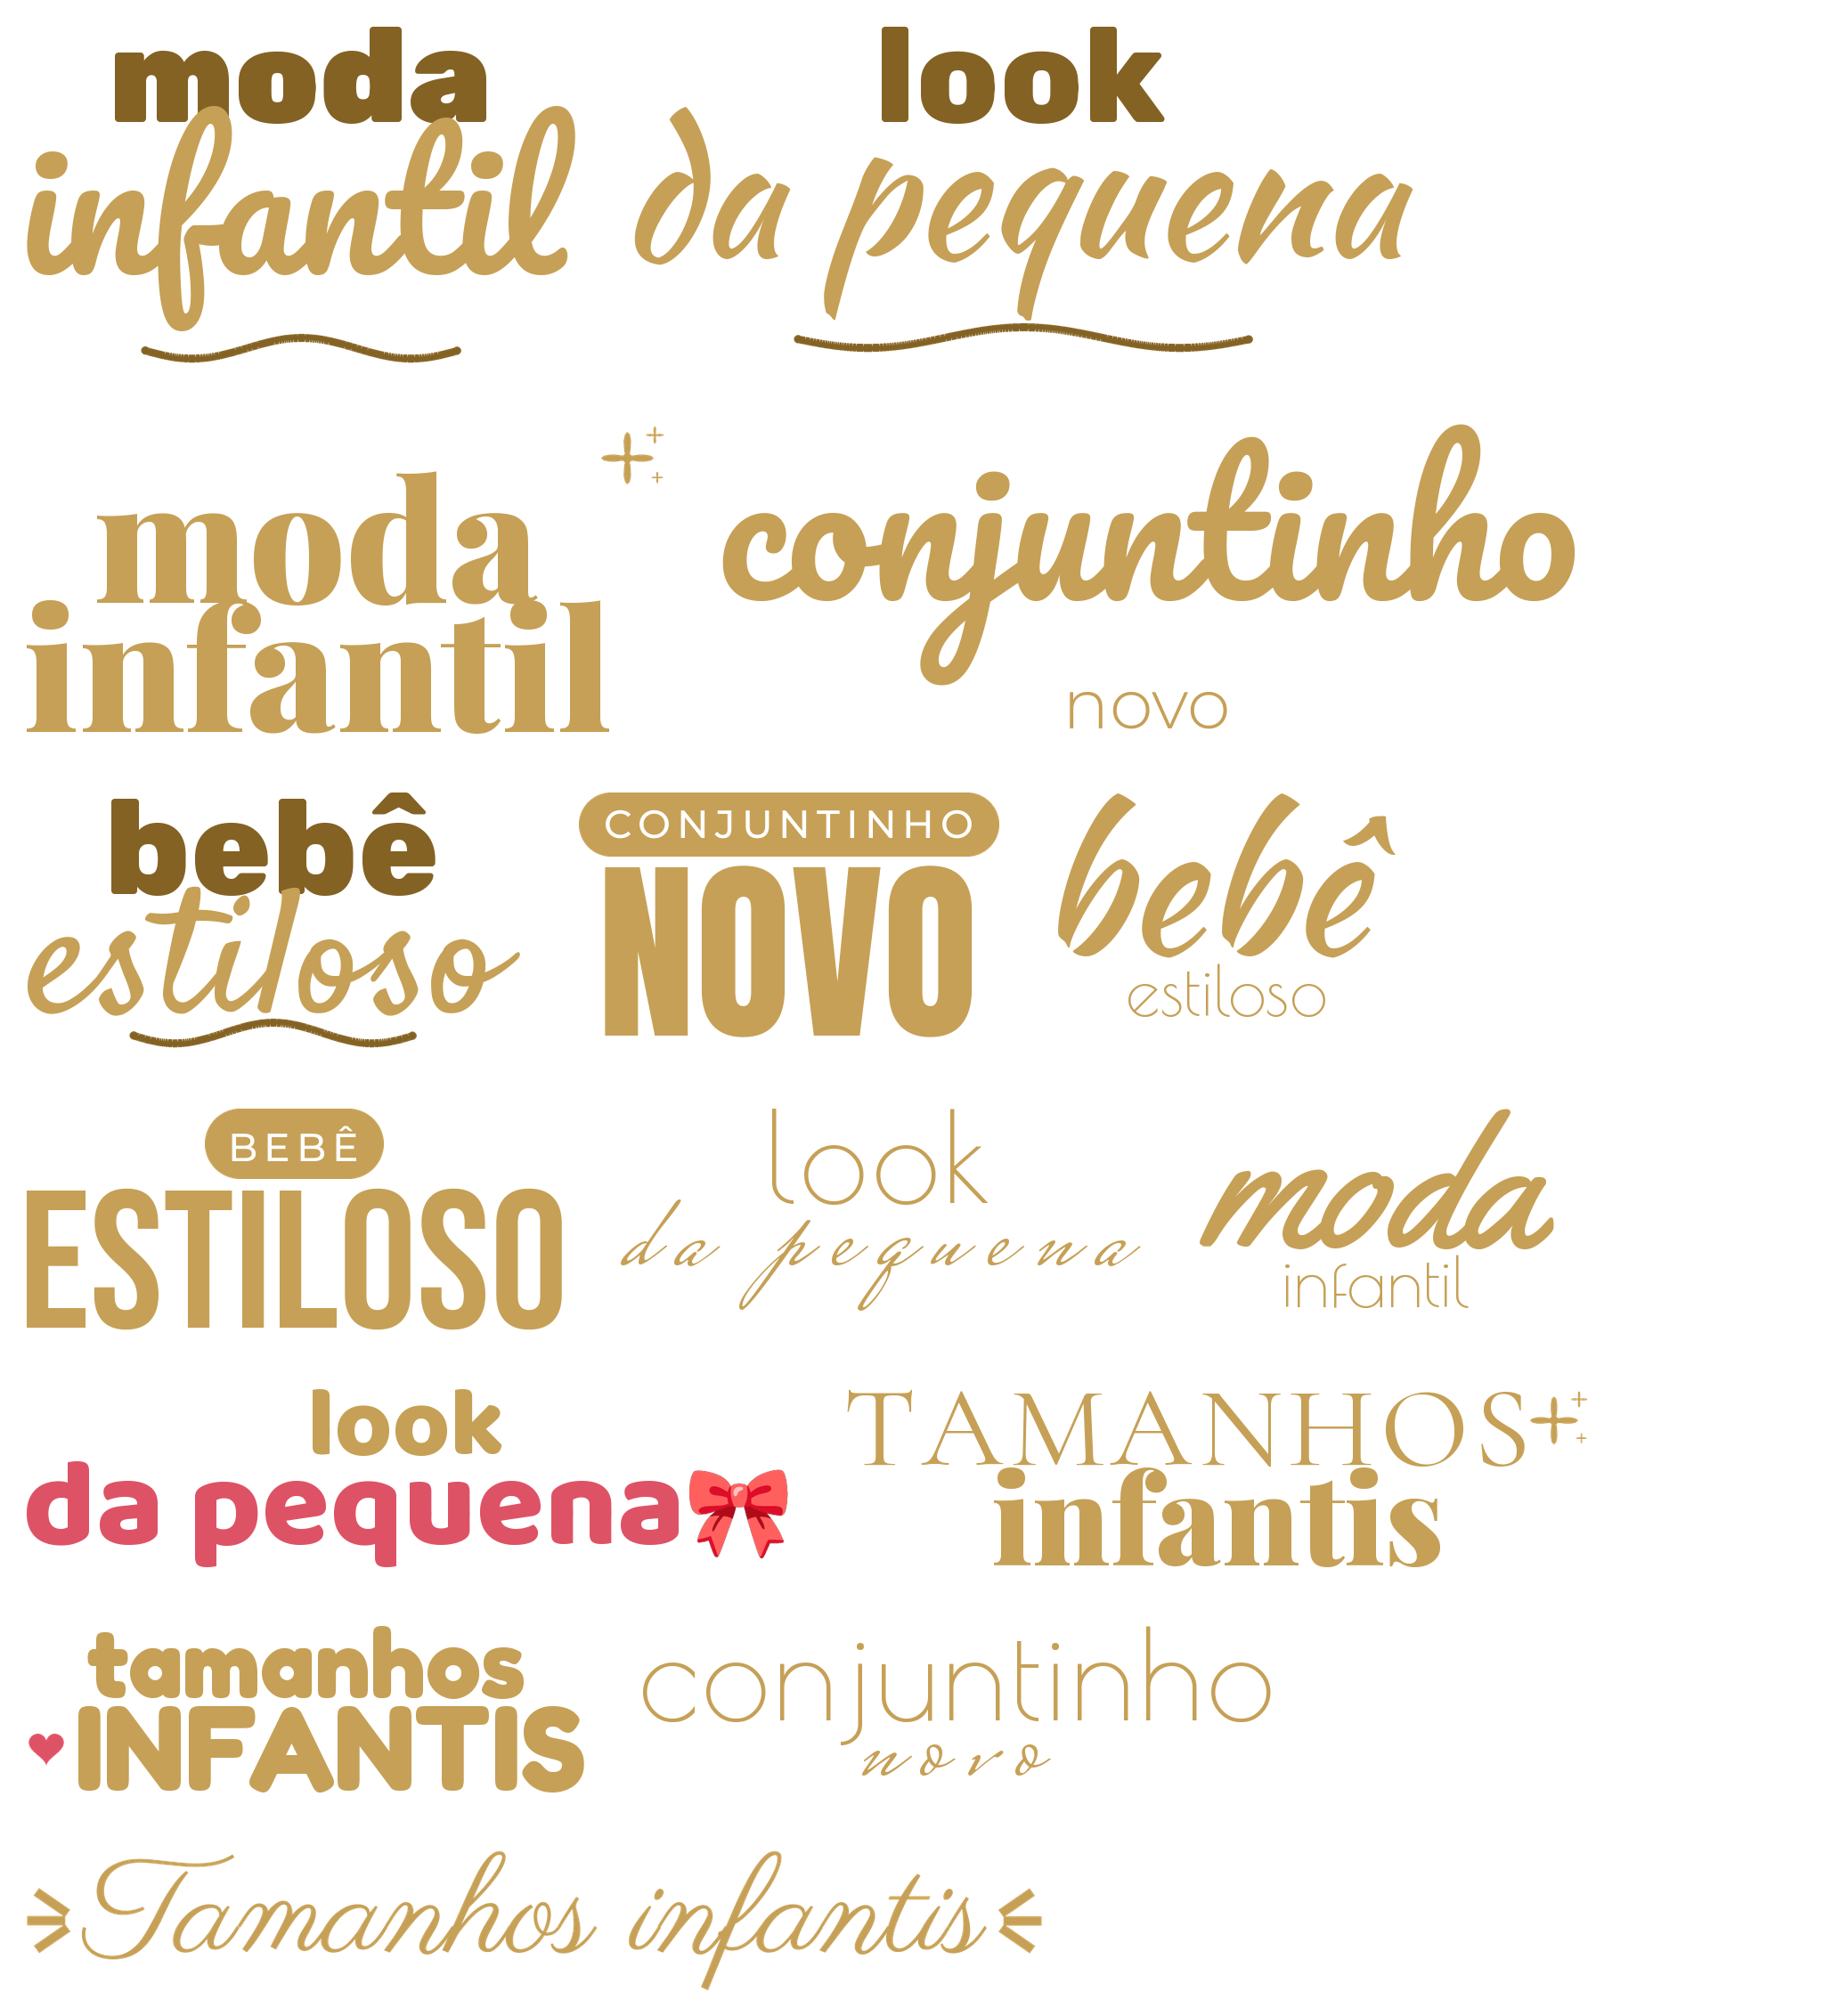 moda
infantil
look
da pequena
moda
infantil
conjuntinho
novo
bebê
estiloso
CONJUNTINHO
NOVO
bebê
estiloso
BEBÊ
ESTILOSO
look
da pequena
moda
infantil
look
da pequena
TAMANHOS
infantis
tamanhos
INFANTIS
conjuntinho
novo
Tamanhos infantis